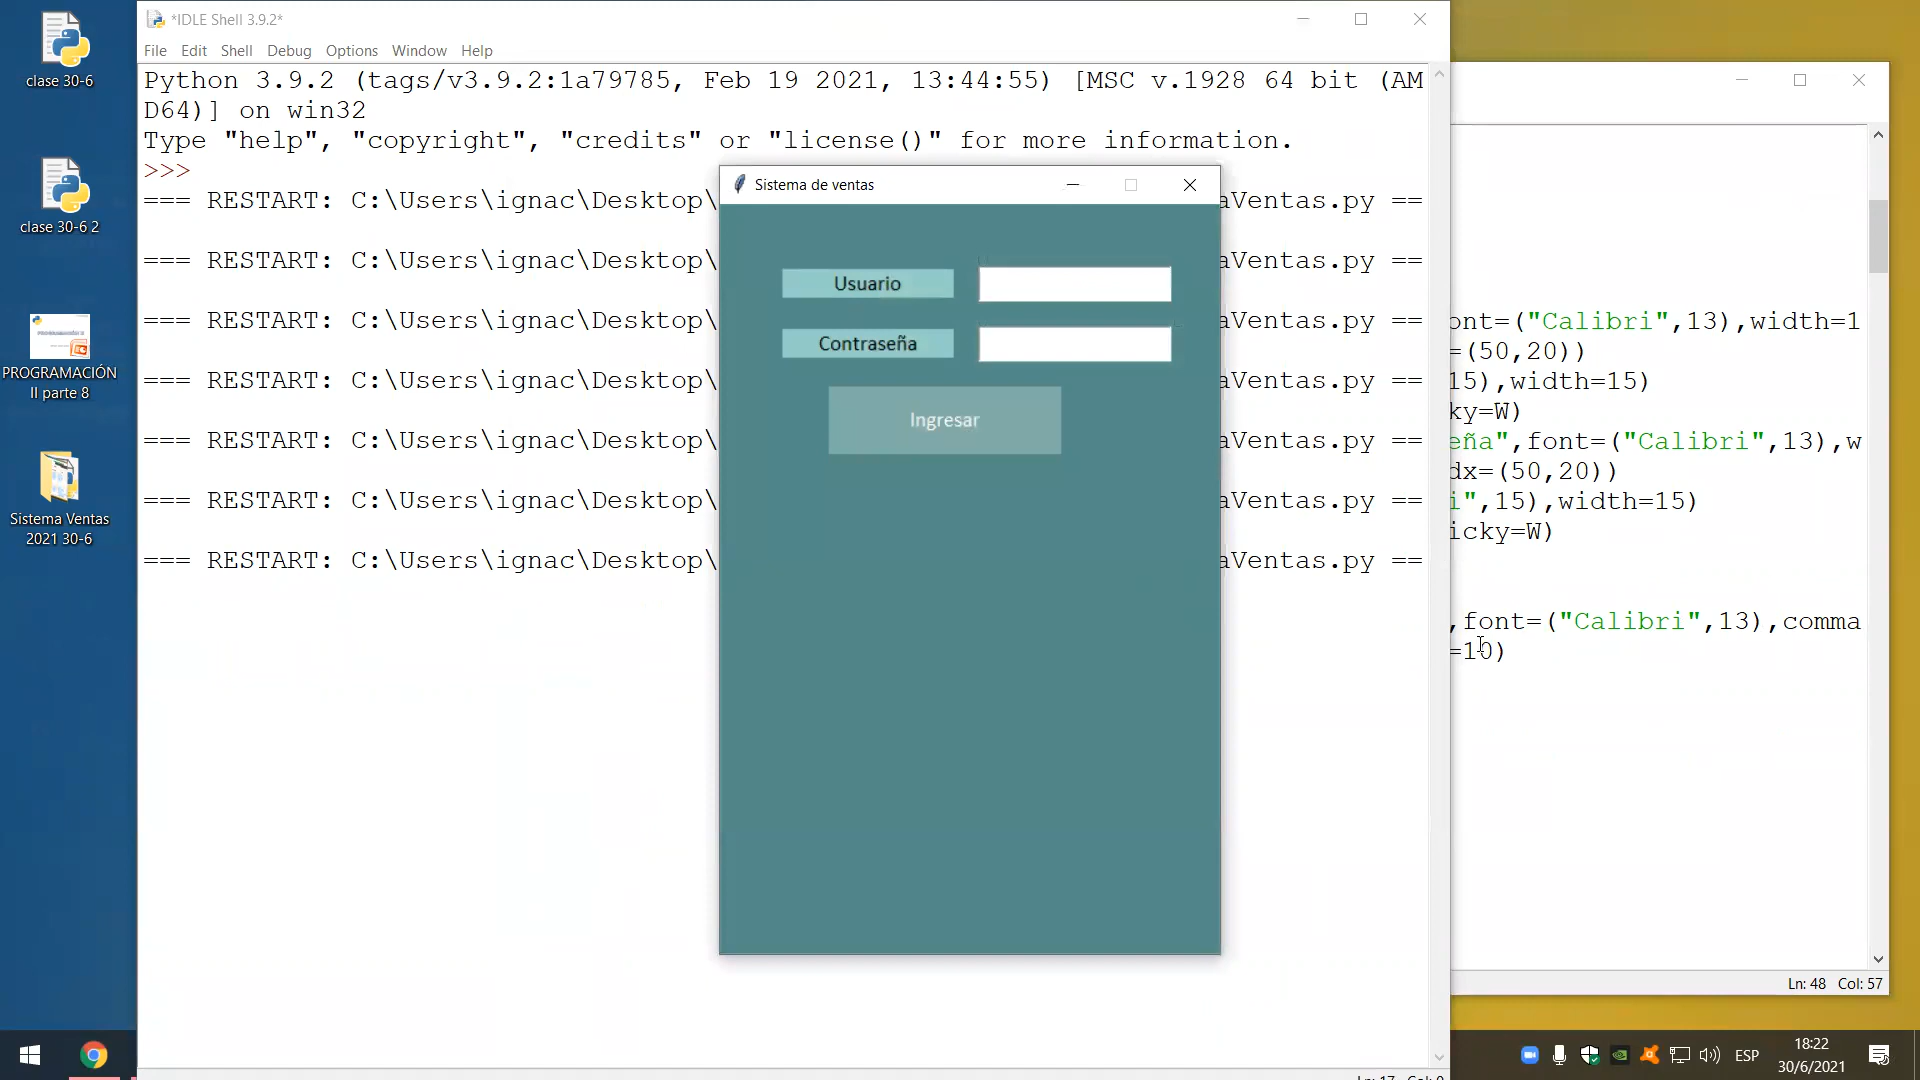 clase 30-6
clase 30-6 2
PROGRAMACIÓN
II parte 8
Sistema Ventas
2021 30-6
*IDLE Shell 3.9.2*
File Edit Shell Debug Options Window Help
Python 3.9.2 (tags/v3.9.2:1a79785, Feb 19 2021, 13:44:55) [MSC v.1928 64 bit (AM
D64)] on win32
Type "help", "copyright", "credits" or "license()" for more information.
>>>
=== RESTART: C:\Users\ignac\Desktop\ aVentas.py ==
=== RESTART: C:\Users\ignac\Desktop\ aVentas.py ==
=== RESTART: C:\Users\ignac\Desktop\ aVentas.py ==
=== RESTART: C:\Users\ignac\Desktop\ aVentas.py ==
=== RESTART: C:\Users\ignac\Desktop\ aVentas.py ==
=== RESTART: C:\Users\ignac\Desktop\ aVentas.py ==
=== RESTART: C:\Users\ignac\Desktop\ aVentas.py ==
Sistema de ventas
Usuario
Contraseña
Ingresar
ont=("Calibri",13),width=1
=(50,20))
15),width=15)
ky=W)
eña",font=("Calibri",13),w
dx=(50,20))
i",15),width=15)
icky=W)
,font=("Calibri",13),comma
=10)
Ln: 48 Col: 57
ESP
18:22
30/6/2021